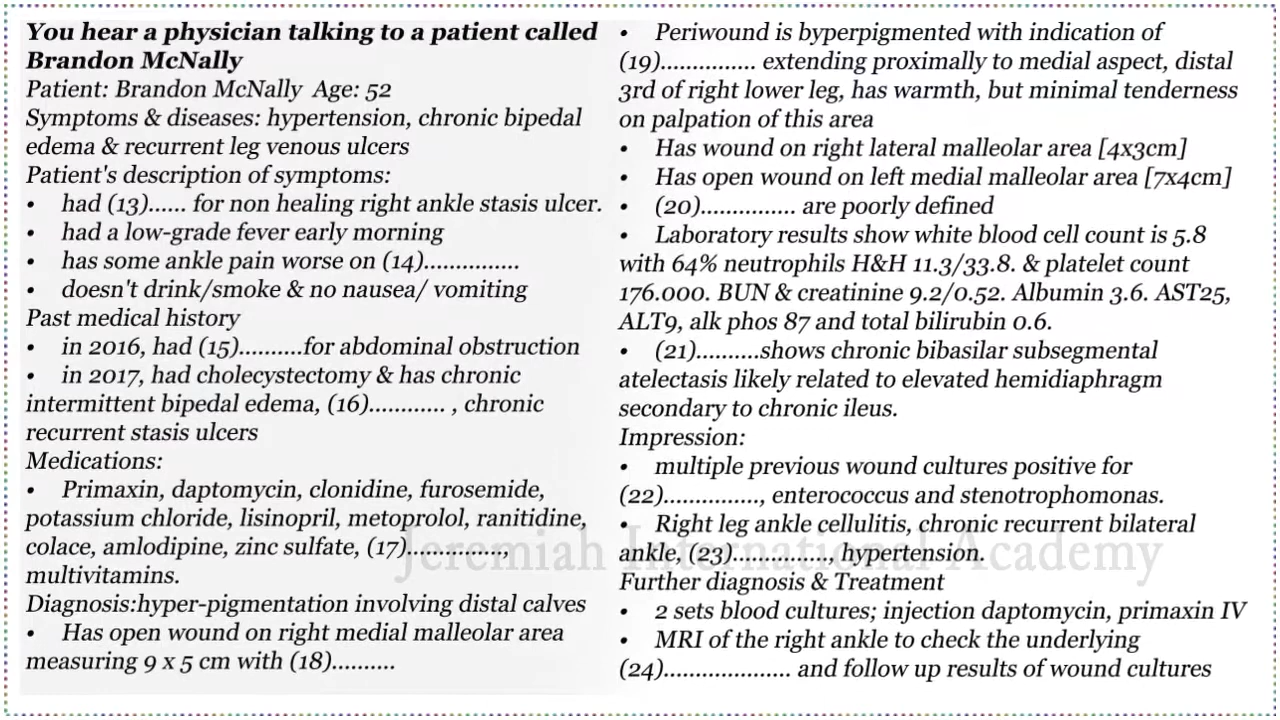 You hear a physician talking to a patient called
Brandon McNally
Patient: Brandon McNally  Age: 52
Symptoms & diseases: hypertension, chronic bipedal
edema & recurrent leg venous ulcers
Patient's description of symptoms:
• had (13)...... for non healing right ankle stasis ulcer.
• had a low-grade fever early morning
• has some ankle pain worse on (14)...............
• doesn't drink/smoke & no nausea/ vomiting
Past medical history
• in 2016, had (15)..........for abdominal obstruction
• in 2017, had cholecystectomy & has chronic
intermittent bipedal edema, (16)............ , chronic
recurrent stasis ulcers
Medications:
• Primaxin, daptomycin, clonidine, furosemide,
potassium chloride, lisinopril, metoprolol, ranitidine,
colace, amlodipine, zinc sulfate, (17)...............,
multivitamins.
Diagnosis:hyper-pigmentation involving distal calves
• Has open wound on right medial malleolar area
measuring 9 x 5 cm with (18)..........
• Periwound is byperpigmented with indication of
(19)............... extending proximally to medial aspect, distal
3rd of right lower leg, has warmth, but minimal tenderness
on palpation of this area
• Has wound on right lateral malleolar area [4x3cm]
• Has open wound on left medial malleolar area [7x4cm]
• (20)............... are poorly defined
• Laboratory results show white blood cell count is 5.8
with 64% neutrophils H&H 11.3/33.8. & platelet count
176.000. BUN & creatinine 9.2/0.52. Albumin 3.6. AST25,
ALT9, alk phos 87 and total bilirubin 0.6.
• (21)..........shows chronic bibasilar subsegmental
atelectasis likely related to elevated hemidiaphragm
secondary to chronic ileus.
Impression:
• multiple previous wound cultures positive for
(22)..............., enterococcus and stenotrophomonas.
• Right leg ankle cellulitis, chronic recurrent bilateral
ankle, (23)..............., hypertension.
Further diagnosis & Treatment
• 2 sets blood cultures; injection daptomycin, primaxin IV
• MRI of the right ankle to check the underlying
(24).................... and follow up results of wound cultures
Jeremiah International Academy